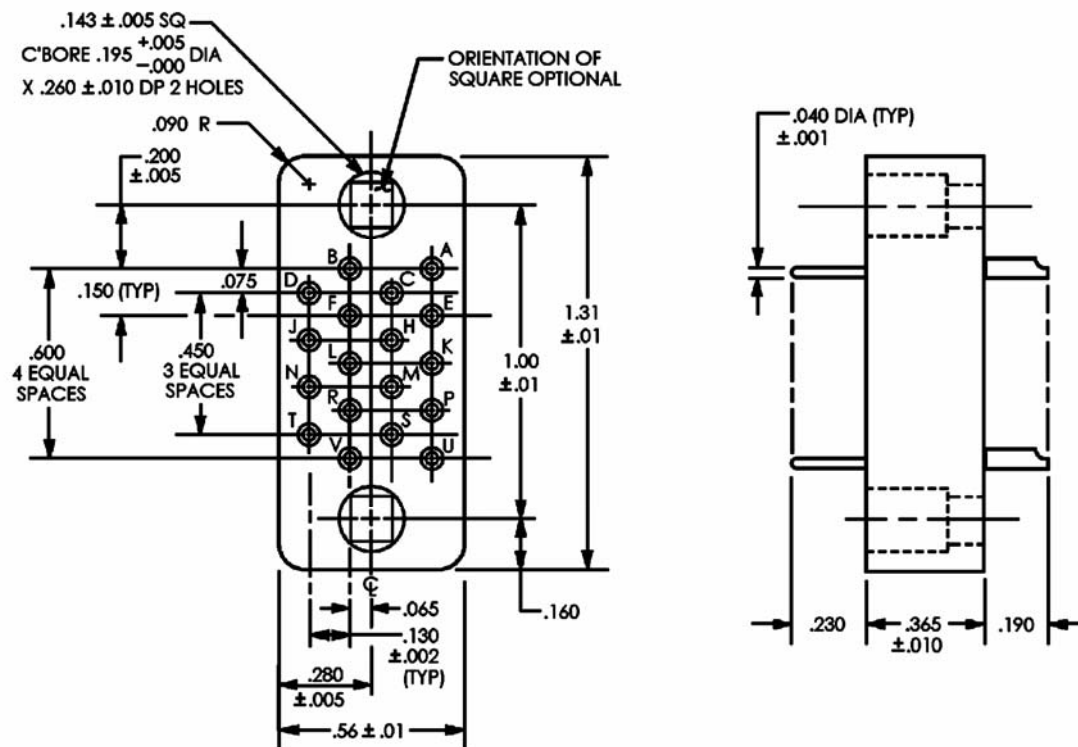 .143 ±.005 SQ
C'BORE .195 +.005 -.000 DIA
X .260 ±.010 DP 2 HOLES
ORIENTATION OF
SQUARE OPTIONAL
.090 R
.200
±.005
.040 DIA (TYP)
±.001
B
A
D
C
.075
.150 (TYP)
F
E
J
H
1.31
±.01
L
K
.600
4 EQUAL
SPACES
.450
3 EQUAL
SPACES
1.00
±.01
N
M
R
P
T
S
V
U
℄
.065
.160
.130
±.002
(TYP)
.230
.365
±.010
.190
.280
±.005
.56 ±.01